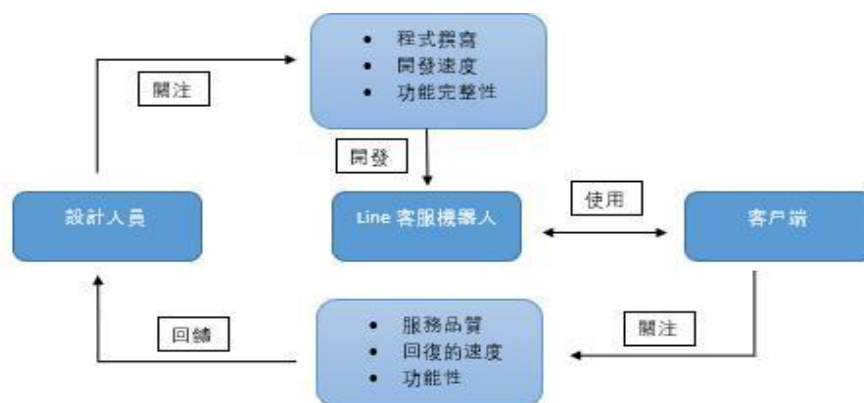 • 程式撰寫
• 開發速度
• 功能完整性
關注
開發
設計人員
Line 客服機器人
使用
客戶端
回饋
• 服務品質
• 回復的速度
• 功能性
關注